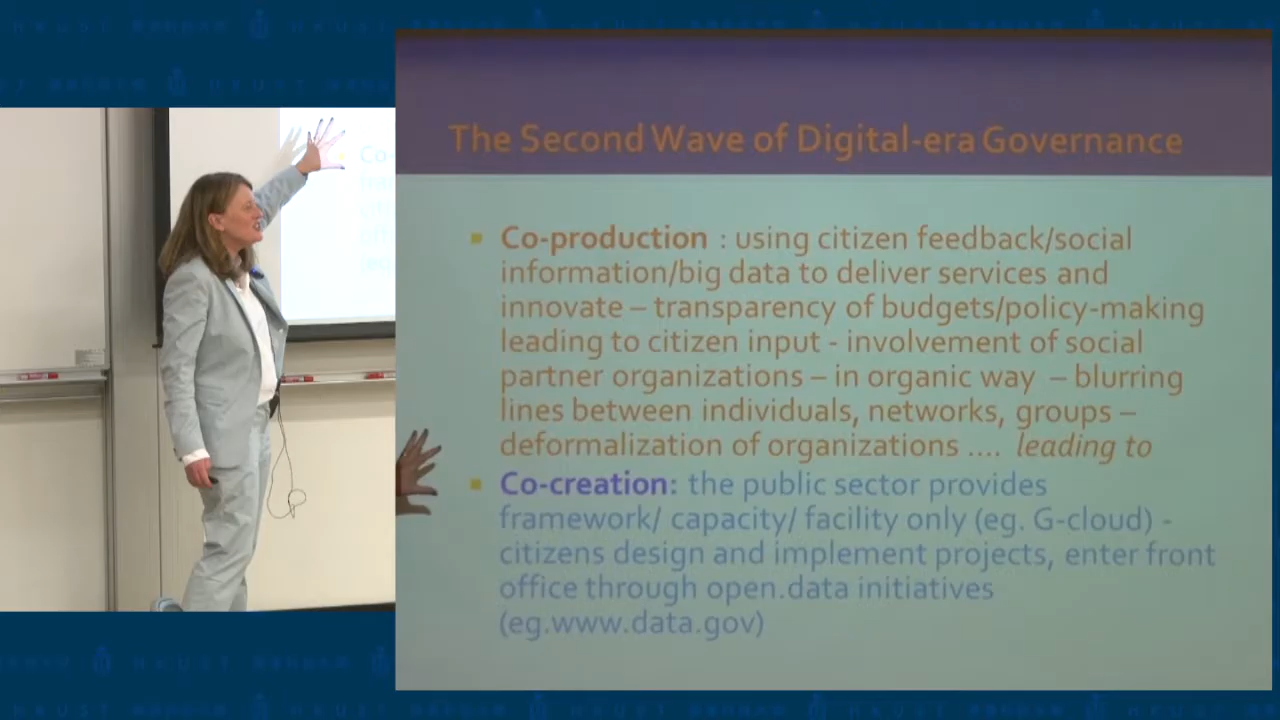 The Second Wave of Digital-era Governance
Co-production : using citizen feedback/social
information/big data to deliver services and
innovate – transparency of budgets/policy-making
leading to citizen input - involvement of social
partner organizations – in organic way – blurring
lines between individuals, networks, groups –
deformalization of organizations .... leading to
Co-creation: the public sector provides
framework/ capacity/ facility only (eg. G-cloud) -
citizens design and implement projects, enter front
office through open.data initiatives
(eg.www.data.gov)